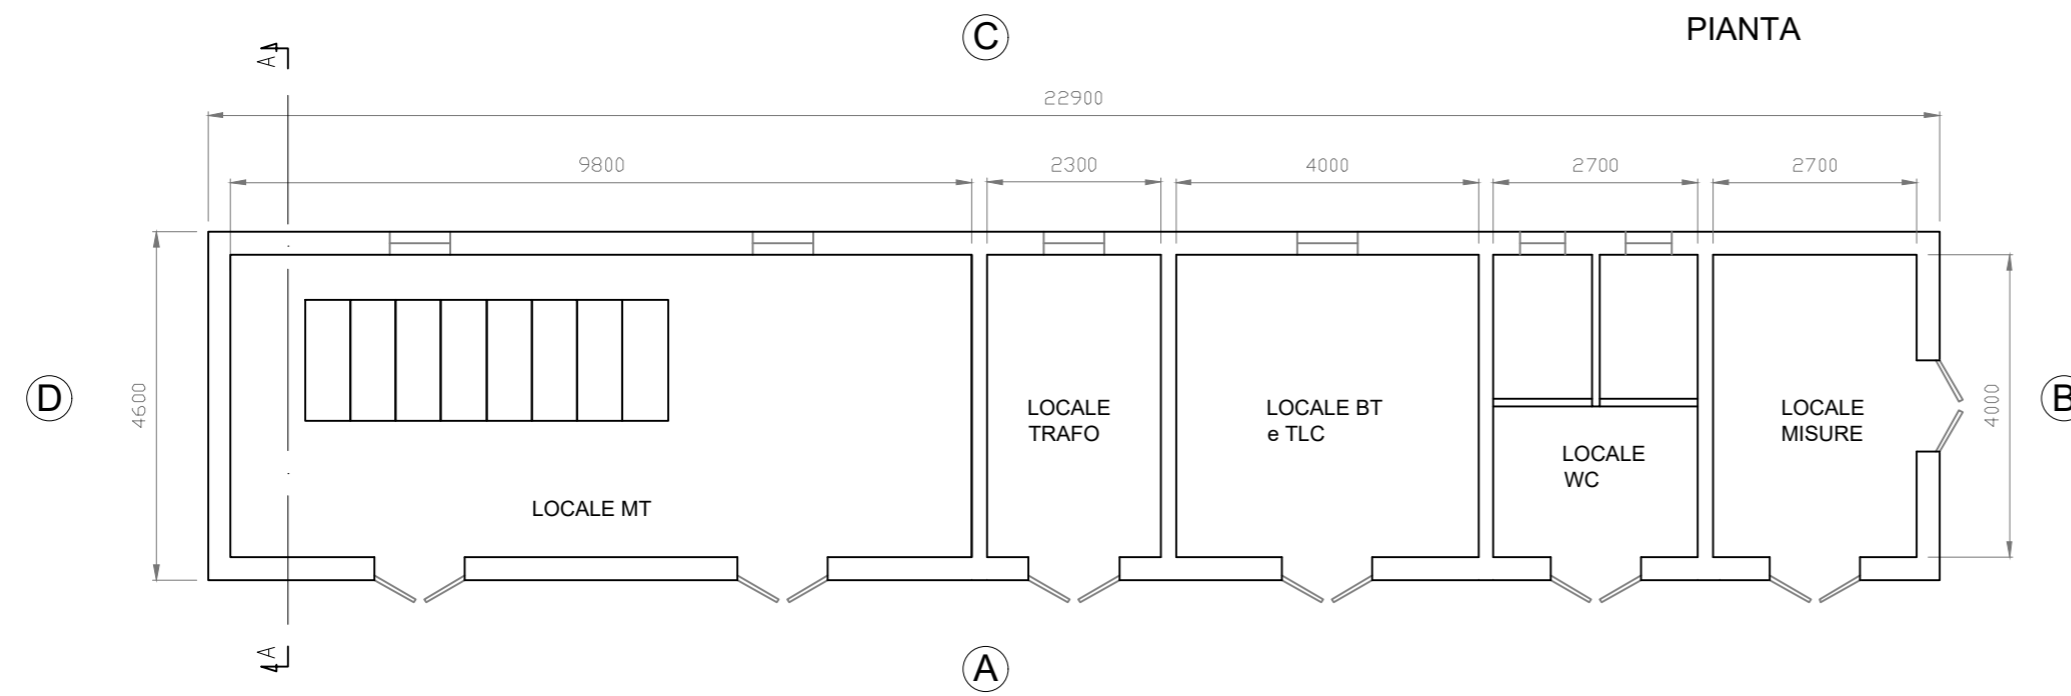 PIANTA
C
A
22900
9800
2300
4000
2700
2700
D
4600
LOCALE MT
LOCALE
TRAFO
LOCALE BT
e TLC
LOCALE
WC
LOCALE
MISURE
4000
B
A
A